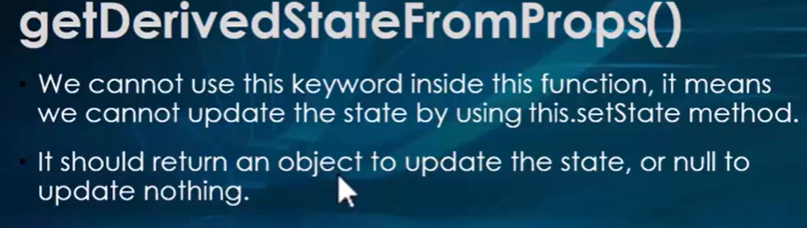 getDerivedStateFromProps()
We cannot use this keyword inside this function, it means
we cannot update the state by using this.setState method.
It should return an object to update the state, or null to
update nothing.